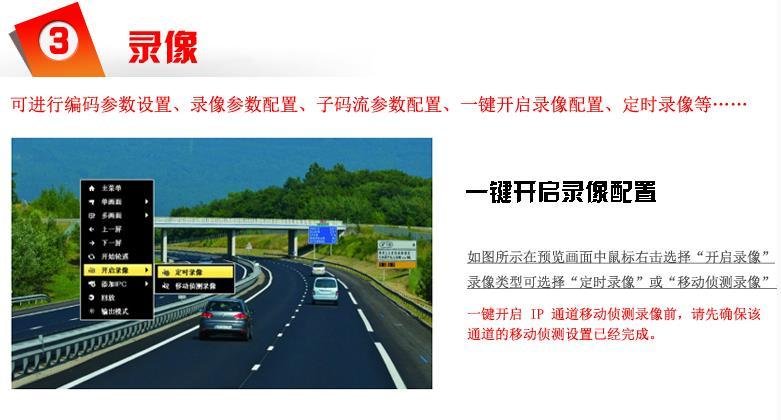 3
录像
可进行编码参数设置、录像参数配置、子码流参数配置、一键开启录像配置、定时录像等……
主菜单
单画面
多画面
上一屏
下一屏
开始轮巡
开启录像
定时录像
添加IPC
移动侦测录像
回放
输出模式
一键开启录像配置
如图所示在预览画面中鼠标右击选择“开启录像”
录像类型可选择“定时录像”或“移动侦测录像”
一键开启 IP 通道移动侦测录像前，请先确保该
通道的移动侦测设置已经完成。